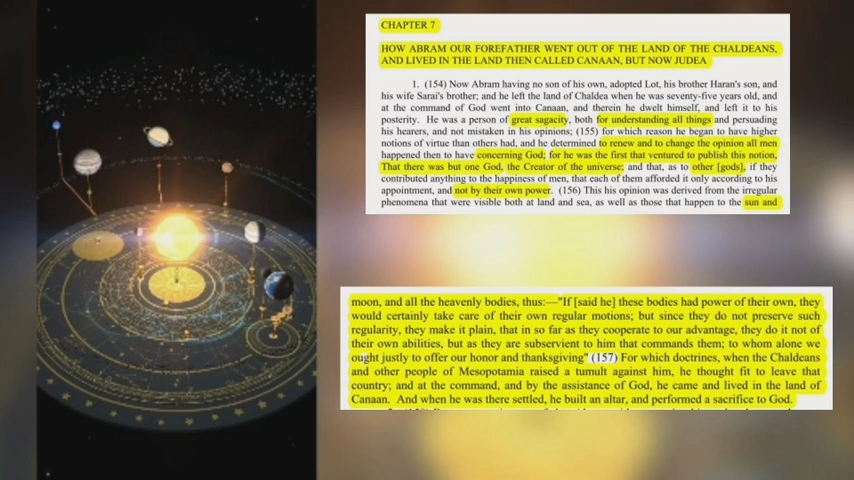 CHAPTER 7
HOW ABRAM OUR FOREFATHER WENT OUT OF THE LAND OF THE CHALDEANS,
AND LIVED IN THE LAND THEN CALLED CANAAN, BUT NOW JUDEA
1. (154) Now Abram having no son of his own, adopted Lot, his brother Haran's son, and
his wife Sarai's brother; and he left the land of Chaldea when he was seventy-five years old, and
at the command of God went into Canaan, and therein he dwelt himself, and left it to his
posterity. He was a person of great sagacity, both for understanding all things and persuading
his hearers, and not mistaken in his opinions; (155) for which reason he began to have higher
notions of virtue than others had, and he determined to renew and to change the opinion all men
happened then to have concerning God; for he was the first that ventured to publish this notion,
That there was but one God, the Creator of the universe; and that, as to other [gods], if they
contributed anything to the happiness of men, that each of them afforded it only according to his
appointment, and not by their own power. (156) This his opinion was derived from the irregular
phenomena that were visible both at land and sea, as well as those that happen to the sun and
moon, and all the heavenly bodies, thus:—"If [said he] these bodies had power of their own, they
would certainly take care of their own regular motions; but since they do not preserve such
regularity, they make it plain, that in so far as they cooperate to our advantage, they do it not of
their own abilities, but as they are subservient to him that commands them; to whom alone we
ought justly to offer our honor and thanksgiving" (157) For which doctrines, when the Chaldeans
and other people of Mesopotamia raised a tumult against him, he thought fit to leave that
country; and at the command, and by the assistance of God, he came and lived in the land of
Canaan. And when he was there settled, he built an altar, and performed a sacrifice to God.